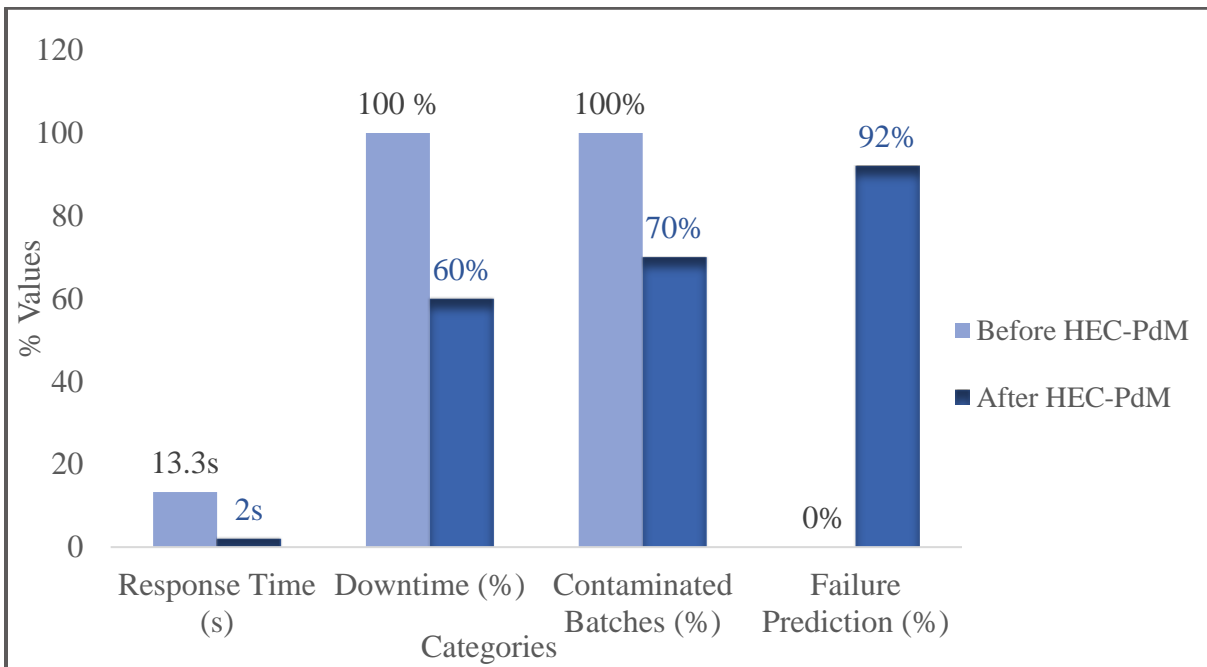 120
100
80
60
40
20
0
% Values
100 %
100%
92%
70%
60%
13.3s
2s
0%
Response Time
(s)
Downtime (%)
Contaminated
Batches (%)
Failure
Prediction (%)
Categories
Before HEC-PdM
After HEC-PdM